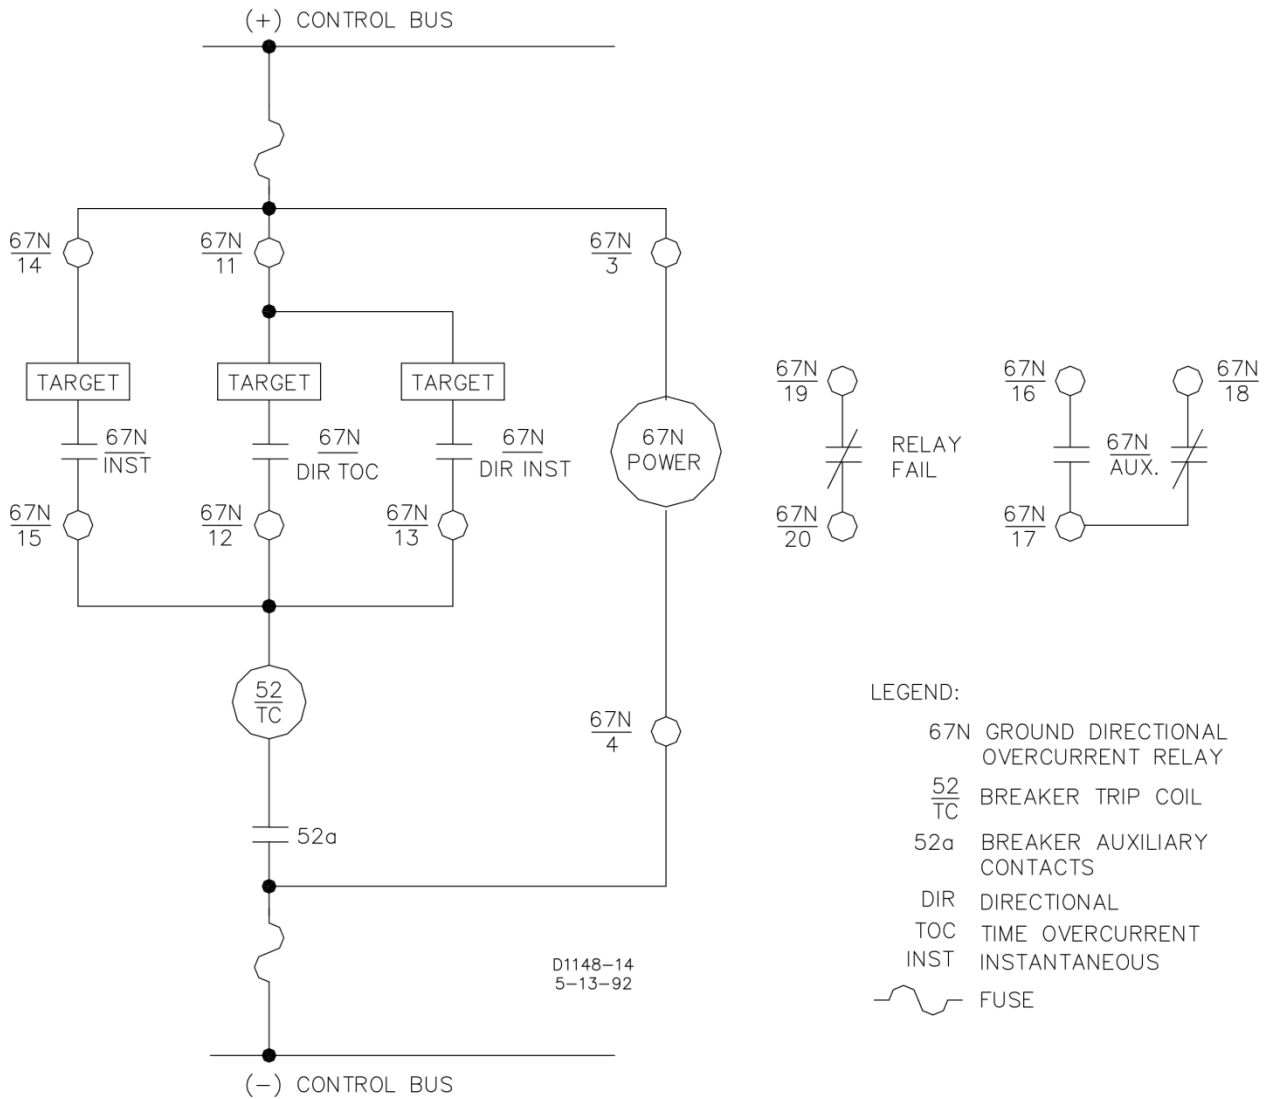 (+) CONTROL BUS
67N
14
67N
11
67N
3
TARGET
TARGET
TARGET
67N
INST
67N
DIR TOC
67N
DIR INST
67N
POWER
67N
15
67N
12
67N
13
67N
19
RELAY
FAIL
67N
20
67N
16
67N
18
67N
AUX.
67N
17
52
TC
67N
4
52a
LEGEND:
67N GROUND DIRECTIONAL
OVERCURRENT RELAY
52
TC BREAKER TRIP COIL
52a BREAKER AUXILIARY
CONTACTS
DIR DIRECTIONAL
TOC TIME OVERCURRENT
INST INSTANTANEOUS
FUSE
D1148-14
5-13-92
(-) CONTROL BUS